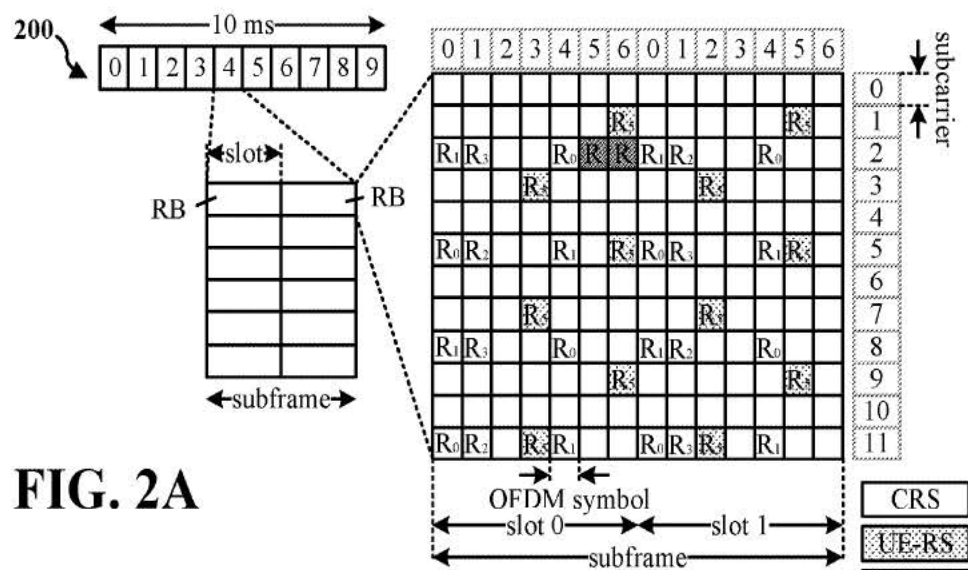 10 ms
200
0 1 2 3 4 5 6 7 8 9
0 1 2 3 4 5 6 0 1 2 3 4 5 6
subcarrier
0
R₅ R₅ 1
R₁ R₃ R₀ R R R₁ R₂ R₀ 2
slot
R₅ R₅ 3
RB RB
4
R₀ R₂ R₁ R₅ R₀ R₃ R₁ R₅ 5
6
R₅ R₅ 7
R₁ R₃ R₀ R₁ R₂ R₀ 8
R₅ R₅ 9
subframe
10
R₀ R₂ R₅ R₁ R₀ R₃ R₅ R₁ 11
FIG. 2A
OFDM symbol
slot 0 slot 1
subframe
CRS
UE-RS